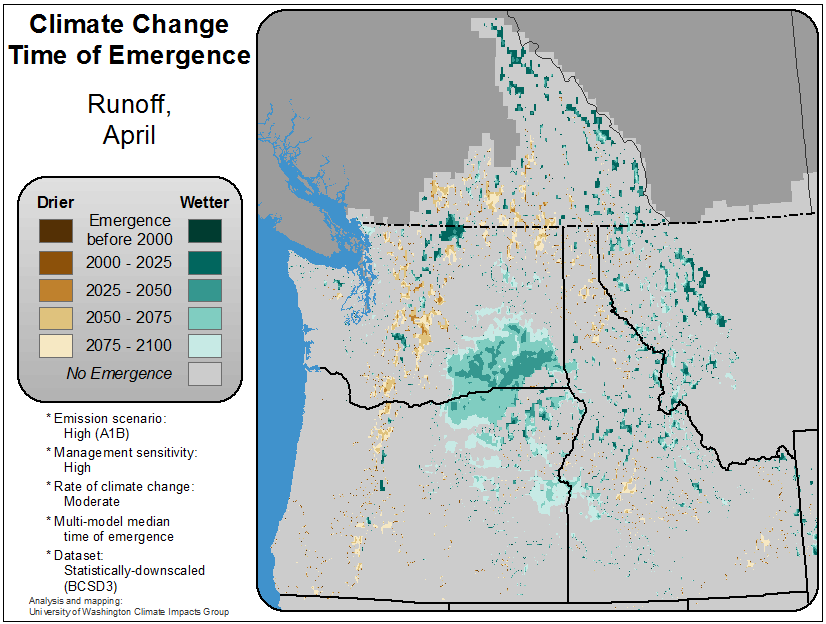 Climate Change
Time of Emergence
Runoff,
April
Drier
Wetter
Emergence
before 2000
2000 - 2025
2025 - 2050
2050 - 2075
2075 - 2100
No Emergence
* Emission scenario:
High (A1B)
* Management sensitivity:
High
* Rate of climate change:
Moderate
* Multi-model median
time of emergence
* Dataset:
Statistically-downscaled
(BCSD3)
Analysis and mapping:
University of Washington Climate Impacts Group